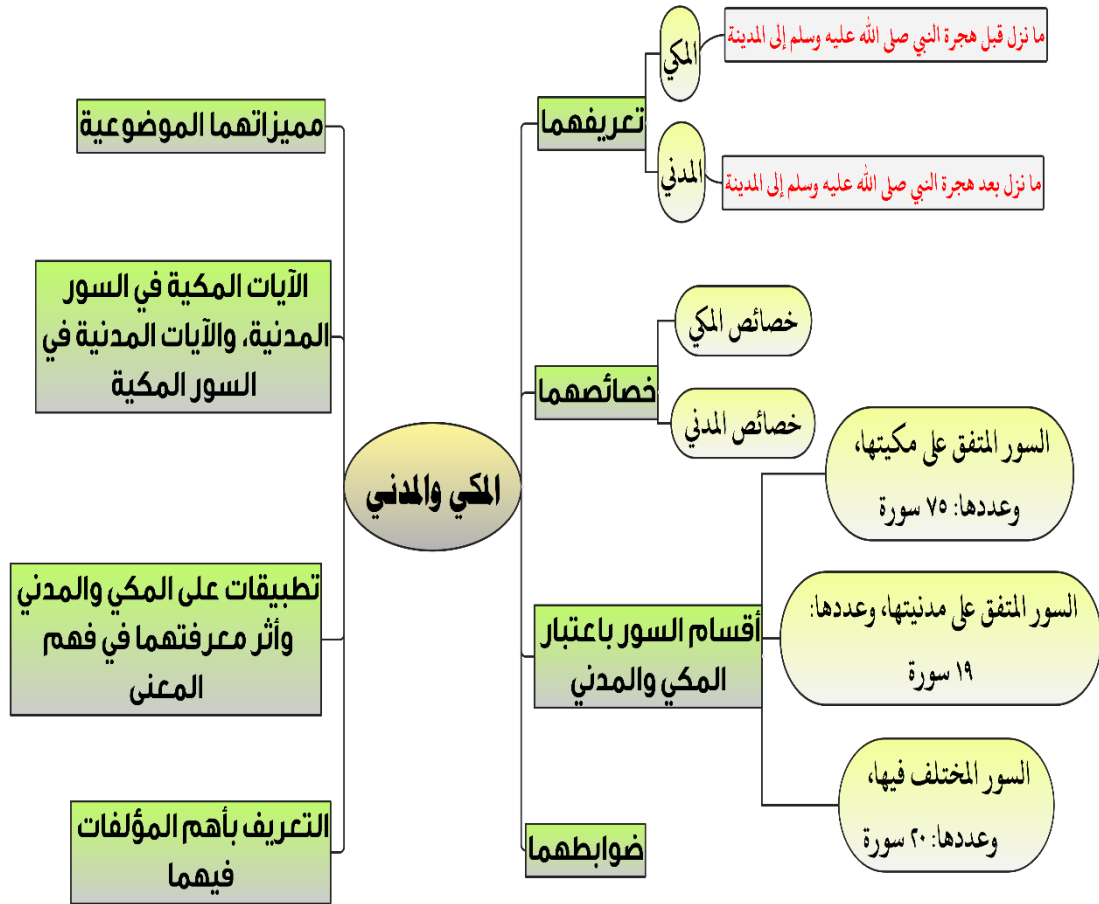 المكي والمدني
تعريفهما
المكي
ما نزل قبل هجرة النبي صلى الله عليه وسلم إلى المدينة
المدني
ما نزل بعد هجرة النبي صلى الله عليه وسلم إلى المدينة
خصائصهما
خصائص المكي
خصائص المدني
أقسام السور باعتبار
المكي والمدني
السور المتفق على مكيتها،
وعددها: ٧٥ سورة
السور المتفق على مدنيتها، وعددها:
١٩ سورة
السور المختلف فيها،
وعددها: ٢٠ سورة
ضوابطهما
مميزاتهما الموضوعية
الآيات المكية في السور
المدنية، والآيات المدنية في
السور المكية
تطبيقات على المكي والمدني
وأثر معرفتهما في فهم
المعنى
التعريف بأهم المؤلفات
فيهما